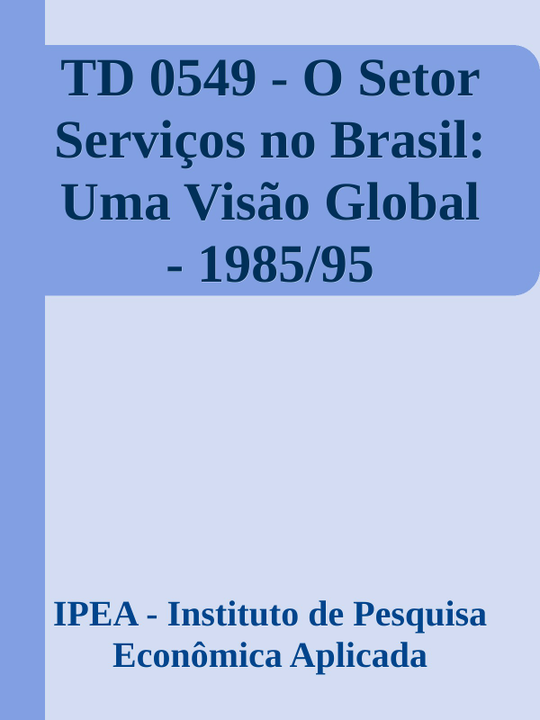 TD 0549 - O Setor
Serviços no Brasil:
Uma Visão Global
- 1985/95
IPEA - Instituto de Pesquisa
Econômica Aplicada